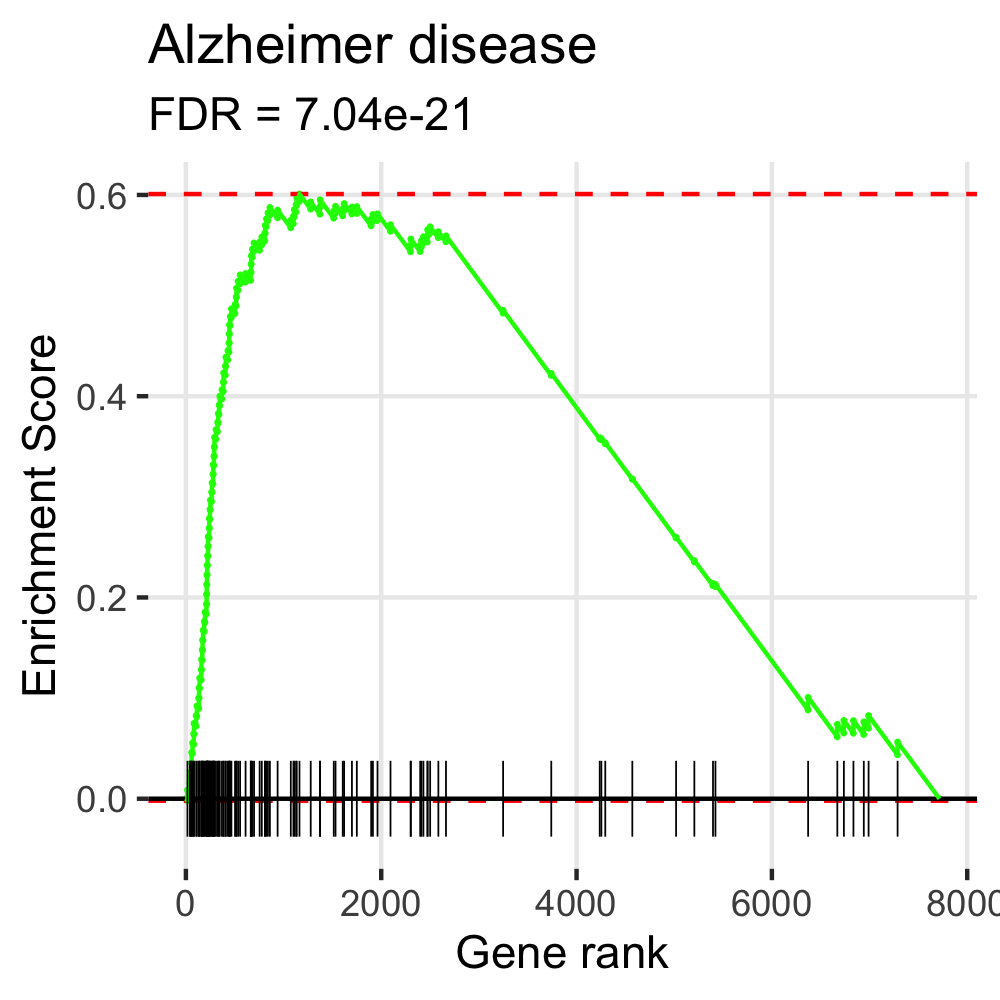 Alzheimer disease
FDR = 7.04e-21
0.6
0.4
0.2
0.0
Enrichment Score
0 2000 4000 6000 8000
Gene rank